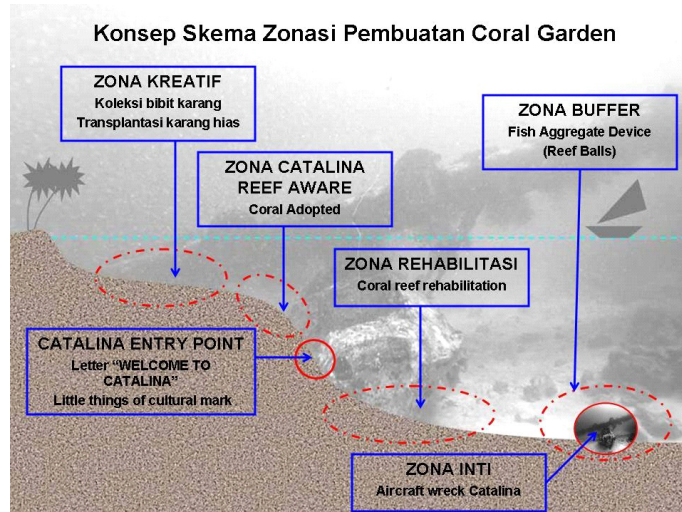 Konsep Skema Zonasi Pembuatan Coral Garden
ZONA KREATIF
Koleksi bibit karang
Transplantasi karang hias
ZONA BUFFER
Fish Aggregate Device
(Reef Balls)
ZONA CATALINA
REEF AWARE
Coral Adopted
ZONA REHABILITASI
Coral reef rehabilitation
CATALINA ENTRY POINT
Letter “WELCOME TO
CATALINA”
Little things of cultural mark
ZONA INTI
Aircraft wreck Catalina